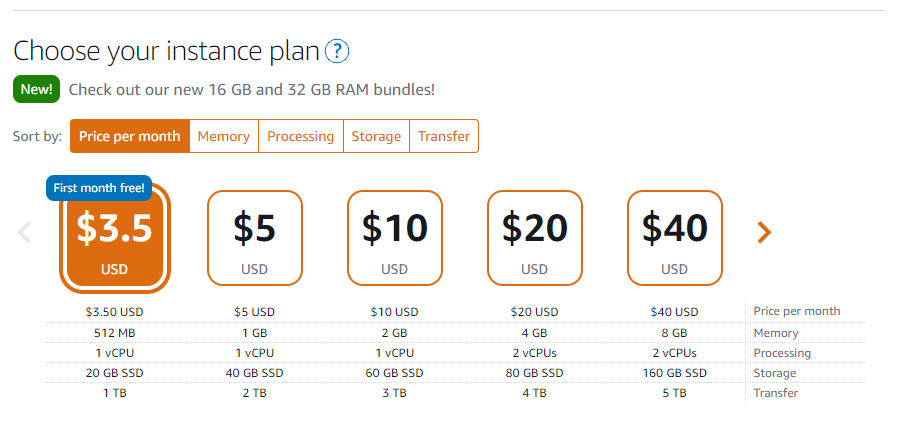 Choose your instance plan ?
New! Check out our new 16 GB and 32 GB RAM bundles!
Sort by: Price per month Memory Processing Storage Transfer
First month free!
$3.5 $5 $10 $20 $40
USD USD USD USD USD
$3.50 USD $5 USD $10 USD $20 USD $40 USD Price per month
512 MB 1 GB 2 GB 4 GB 8 GB Memory
1 vCPU 1 vCPU 1 vCPU 2 vCPUs 2 vCPUs Processing
20 GB SSD 40 GB SSD 60 GB SSD 80 GB SSD 160 GB SSD Storage
1 TB 2 TB 3 TB 4 TB 5 TB Transfer